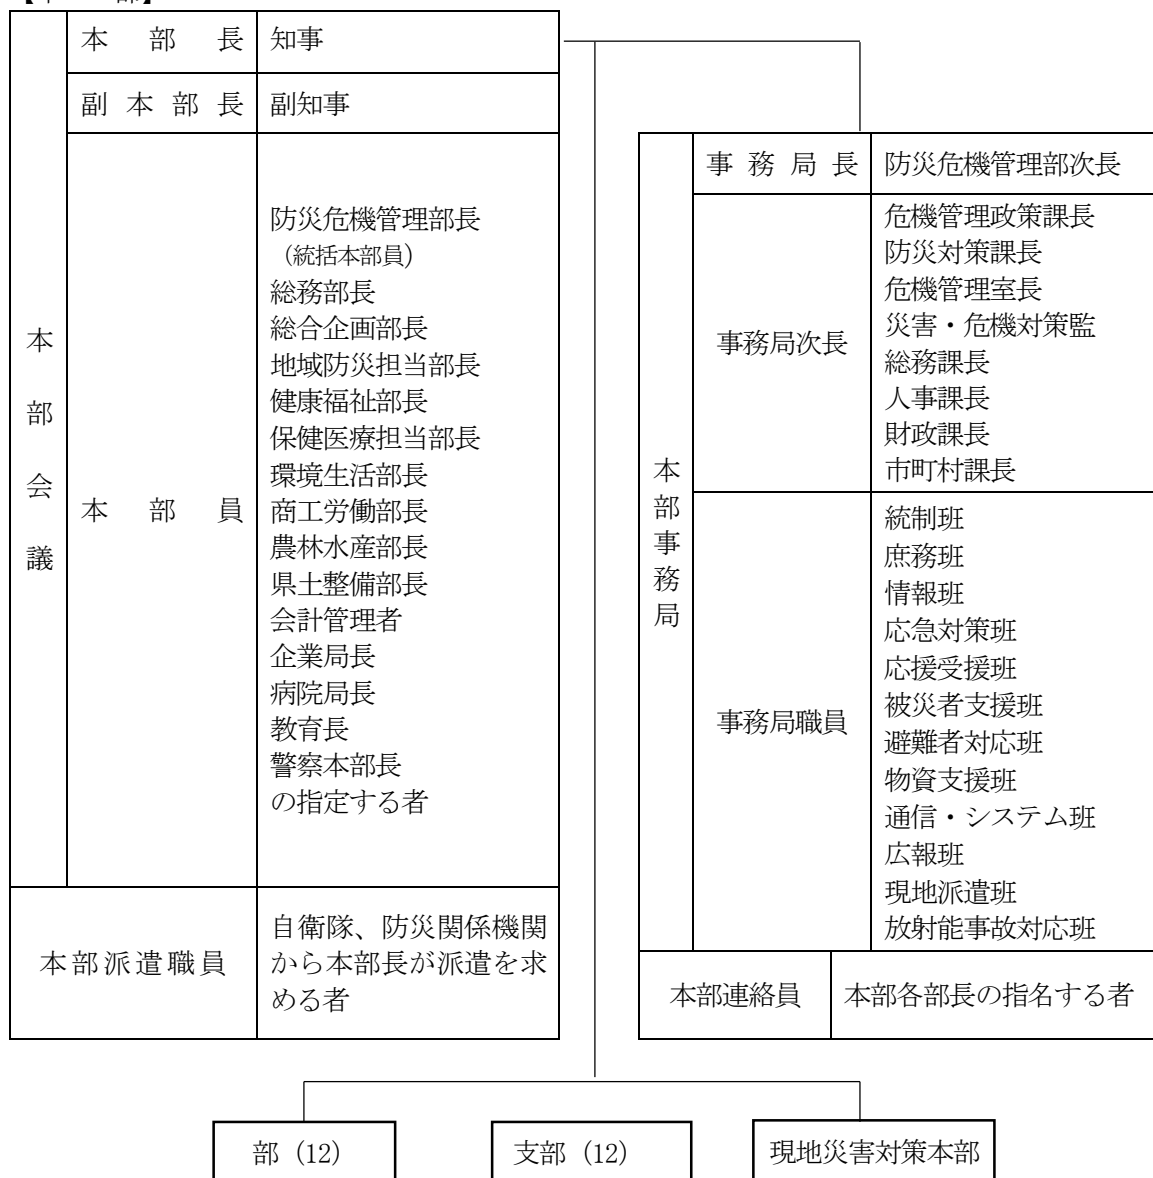 本部長 知事
副本部長 副知事
本部会議
本部員
防災危機管理部長
（統括本部員）
総務部長
総合企画部長
地域防災担当部長
健康福祉部長
保健医療担当部長
環境生活部長
商工労働部長
農林水産部長
県土整備部長
会計管理者
企業局長
病院局長
教育長
警察本部長
の指定する者
本部派遣職員
自衛隊、防災関係機関
から本部長が派遣を求
める者
本部事務局
事務局長 防災危機管理部次長
事務局次長
危機管理政策課長
防災対策課長
危機管理室長
災害・危機対策監
総務課長
人事課長
財政課長
市町村課長
事務局職員
統制班
庶務班
情報班
応急対策班
応援受援班
被災者支援班
避難者対応班
物資支援班
通信・システム班
広報班
現地派遣班
放射能事故対応班
本部連絡員 本部各部長の指名する者
部（12） 支部（12） 現地災害対策本部